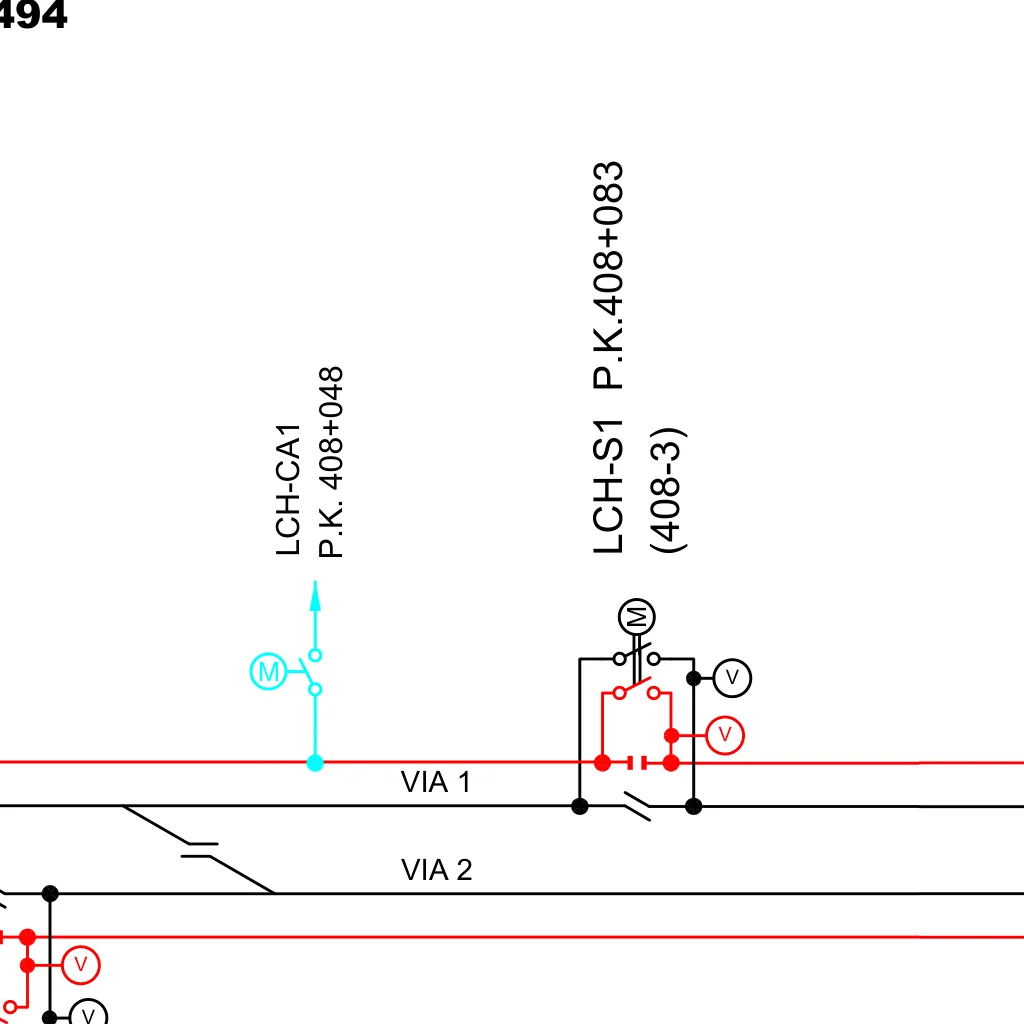 494
LCH-CA1
P.K. 408+048
LCH-S1 P.K.408+083
(408-3)
M
M
V
V
VIA 1
VIA 2
V
V